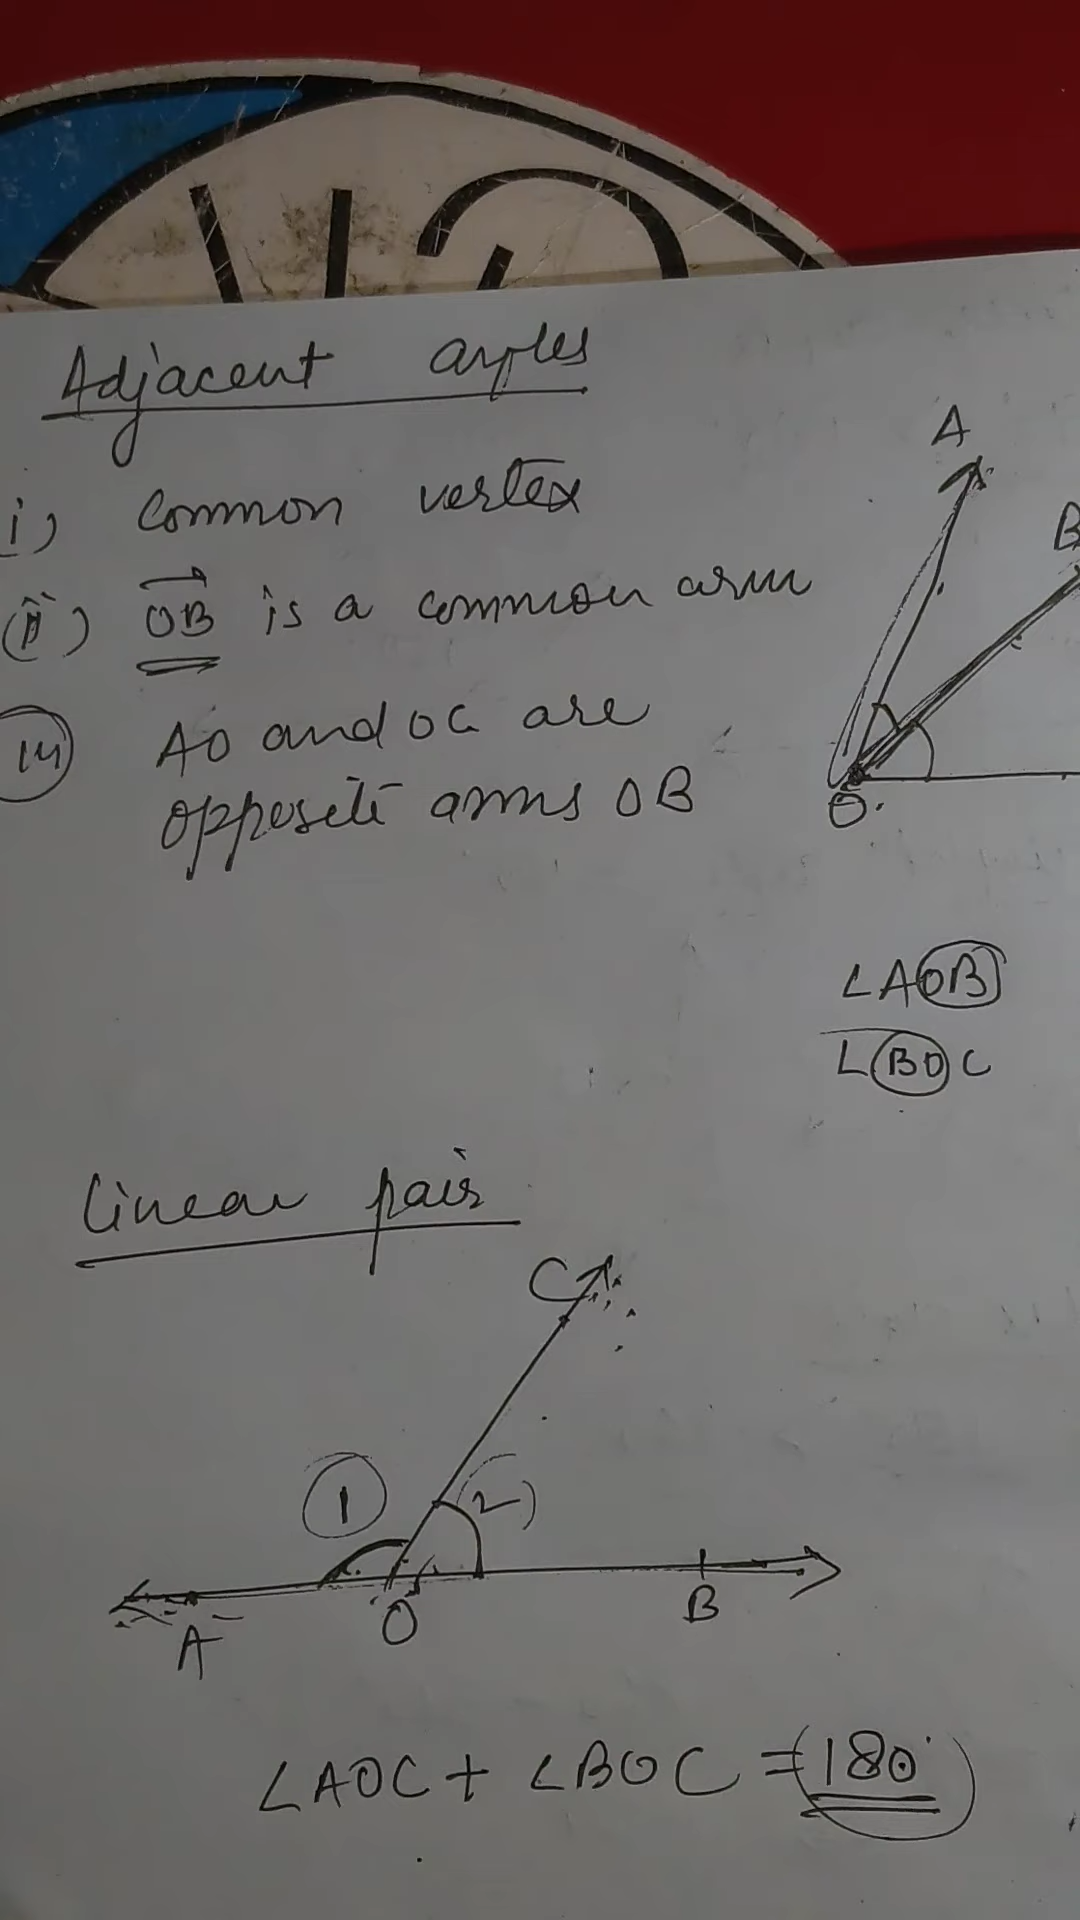 Adjacent angles
i) Common vertex
(ii) OB is a common arm
(iii) AO and OC are
opposite arms OB
A
B
O
∠AOB
∠BOC
Linear pair
C
1
2
A
O
B
∠AOC + ∠BOC = 180°